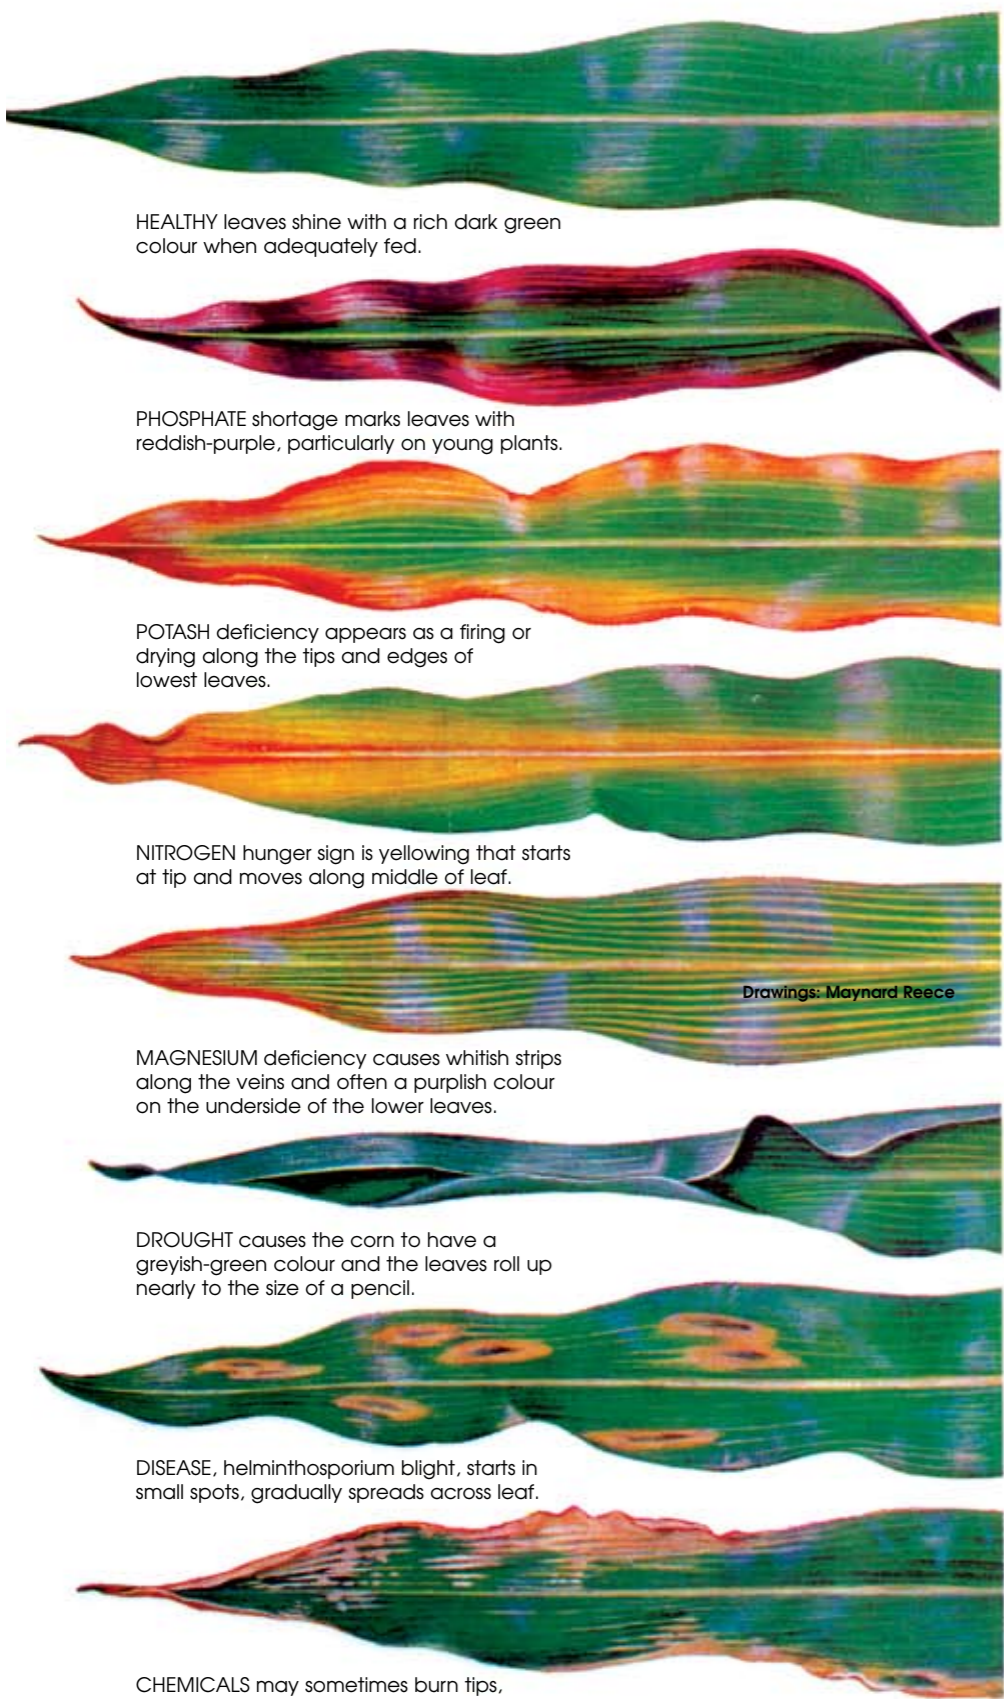 HEALTHY leaves shine with a rich dark green
colour when adequately fed.
PHOSPHATE shortage marks leaves with
reddish-purple, particularly on young plants.
POTASH deficiency appears as a firing or
drying along the tips and edges of
lowest leaves.
NITROGEN hunger sign is yellowing that starts
at tip and moves along middle of leaf.
Drawings: Maynard Reece
MAGNESIUM deficiency causes whitish strips
along the veins and often a purplish colour
on the underside of the lower leaves.
DROUGHT causes the corn to have a
greyish-green colour and the leaves roll up
nearly to the size of a pencil.
DISEASE, helminthosporium blight, starts in
small spots, gradually spreads across leaf.
CHEMICALS may sometimes burn tips,